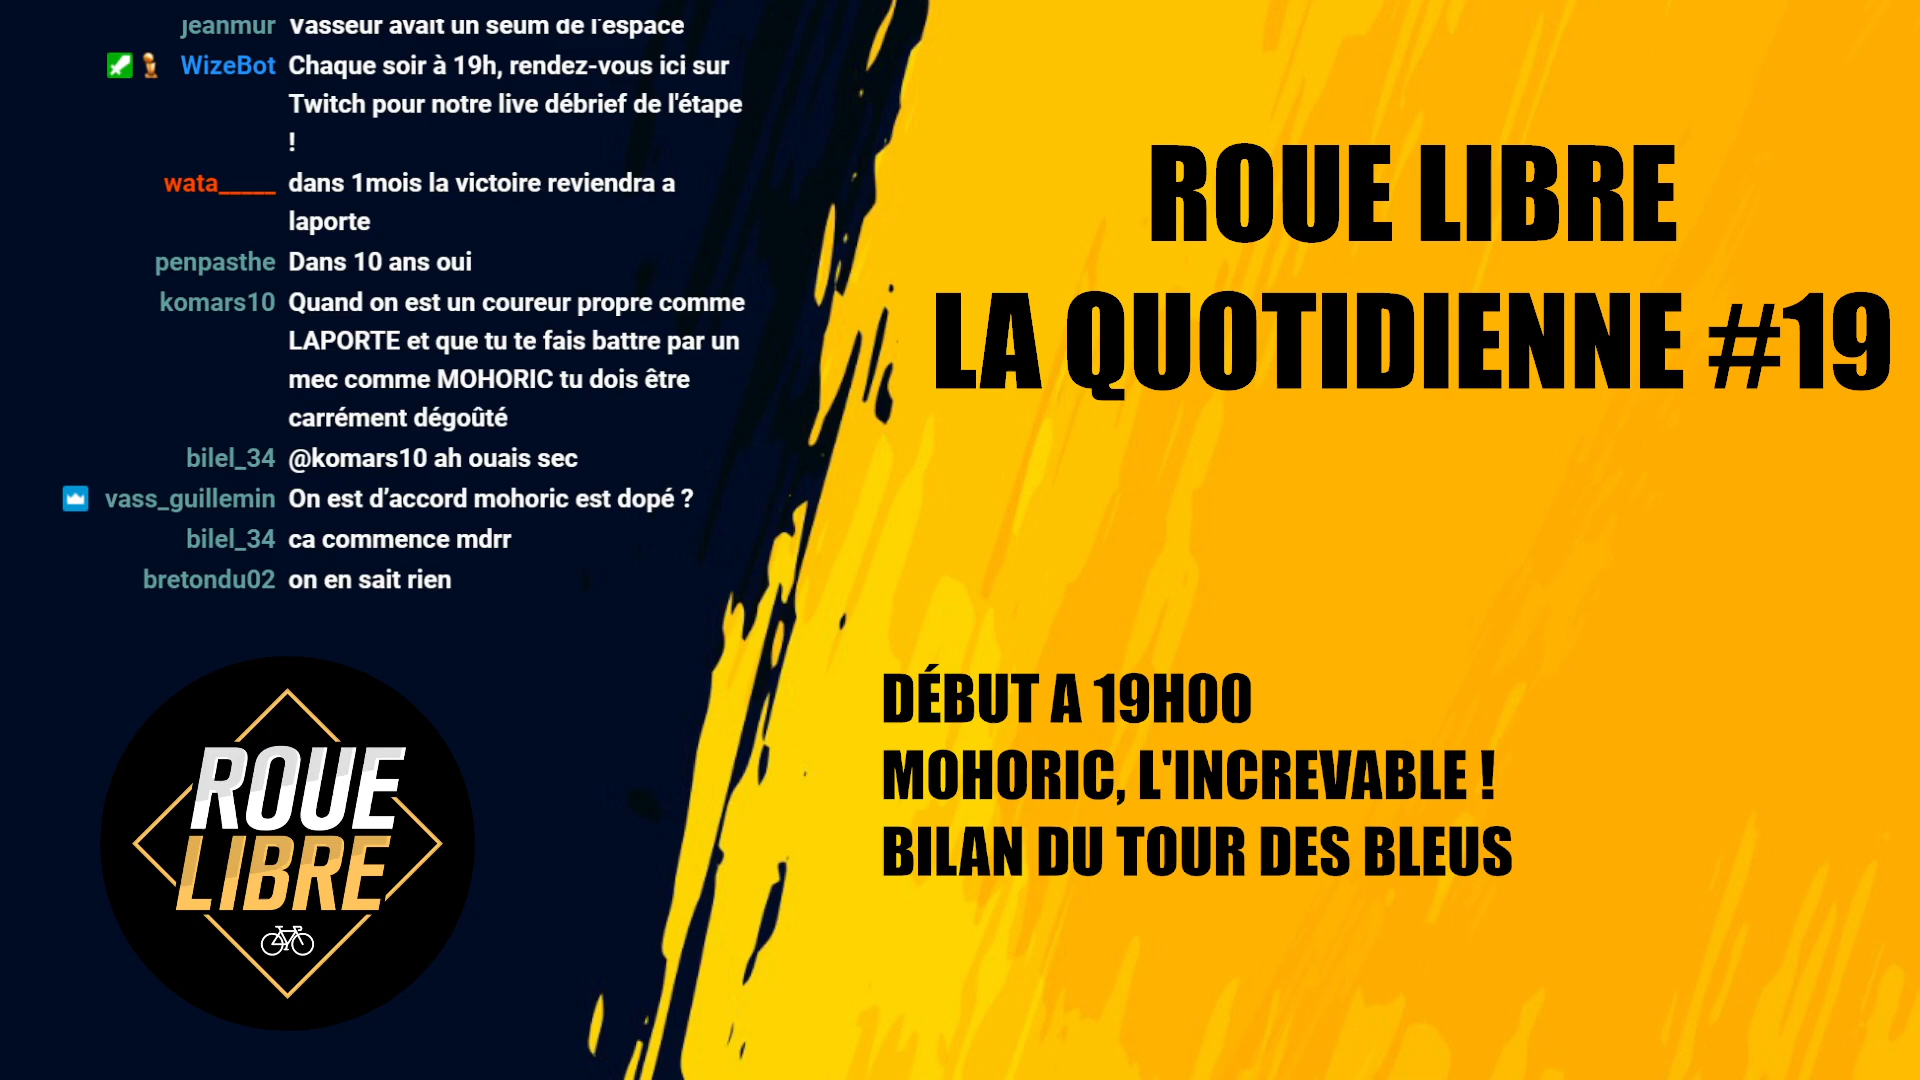 jeanmur Vasseur avait un seum de l'espace
WizeBot Chaque soir à 19h, rendez-vous ici sur
Twitch pour notre live débrief de l'étape
!
wata_____ dans 1mois la victoire reviendra a
laporte
penpasthe Dans 10 ans oui
komars10 Quand on est un coureur propre comme
LAPORTE et que tu te fais battre par un
mec comme MOHORIC tu dois être
carrément dégoûté
bilel_34 @komars10 ah ouais sec
vass_guillemin On est d’accord mohoric est dopé ?
bilel_34 ca commence mdrr
bretondu02 on en sait rien
ROUE
LIBRE
ROUE LIBRE
LA QUOTIDIENNE #19
DÉBUT A 19H00
MOHORIC, L'INCREVABLE !
BILAN DU TOUR DES BLEUS